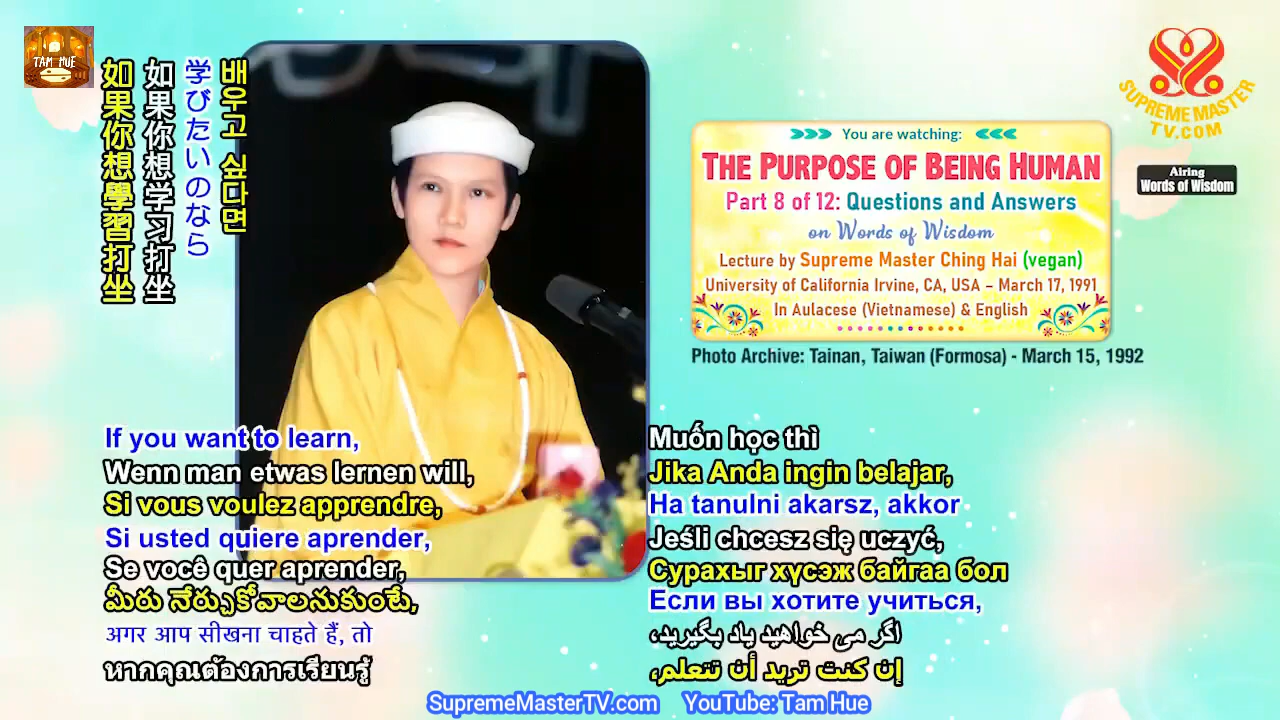 TAM HUE
如果你想學習打坐
如果你想学习打坐
学びたいのなら
배우고 싶다면
SUPREME MASTER
TV.COM
Airing
Words of Wisdom
You are watching:
THE PURPOSE OF BEING HUMAN
Part 8 of 12: Questions and Answers
on Words of Wisdom
Lecture by Supreme Master Ching Hai (vegan)
University of California Irvine, CA, USA – March 17, 1991
In Aulacese (Vietnamese) & English
Photo Archive: Tainan, Taiwan (Formosa) - March 15, 1992
If you want to learn,
Wenn man etwas lernen will,
Si vous voulez apprendre,
Si usted quiere aprender,
Se você quer aprender,
మీరు నేర్చుకోవాలనుకుంటే,
अगर आप सीखना चाहते हैं, तो
หากคุณต้องการเรียนรู้
Muốn học thì
Jika Anda ingin belajar,
Ha tanulni akarsz, akkor
Jeśli chcesz się uczyć,
Сурахыг хүсэж байгаа бол
Если вы хотите учиться,
اگر می خواهید یاد بگیرید،
إن كنت تريد أن تتعلم،
SupremeMasterTV.com YouTube: Tam Hue